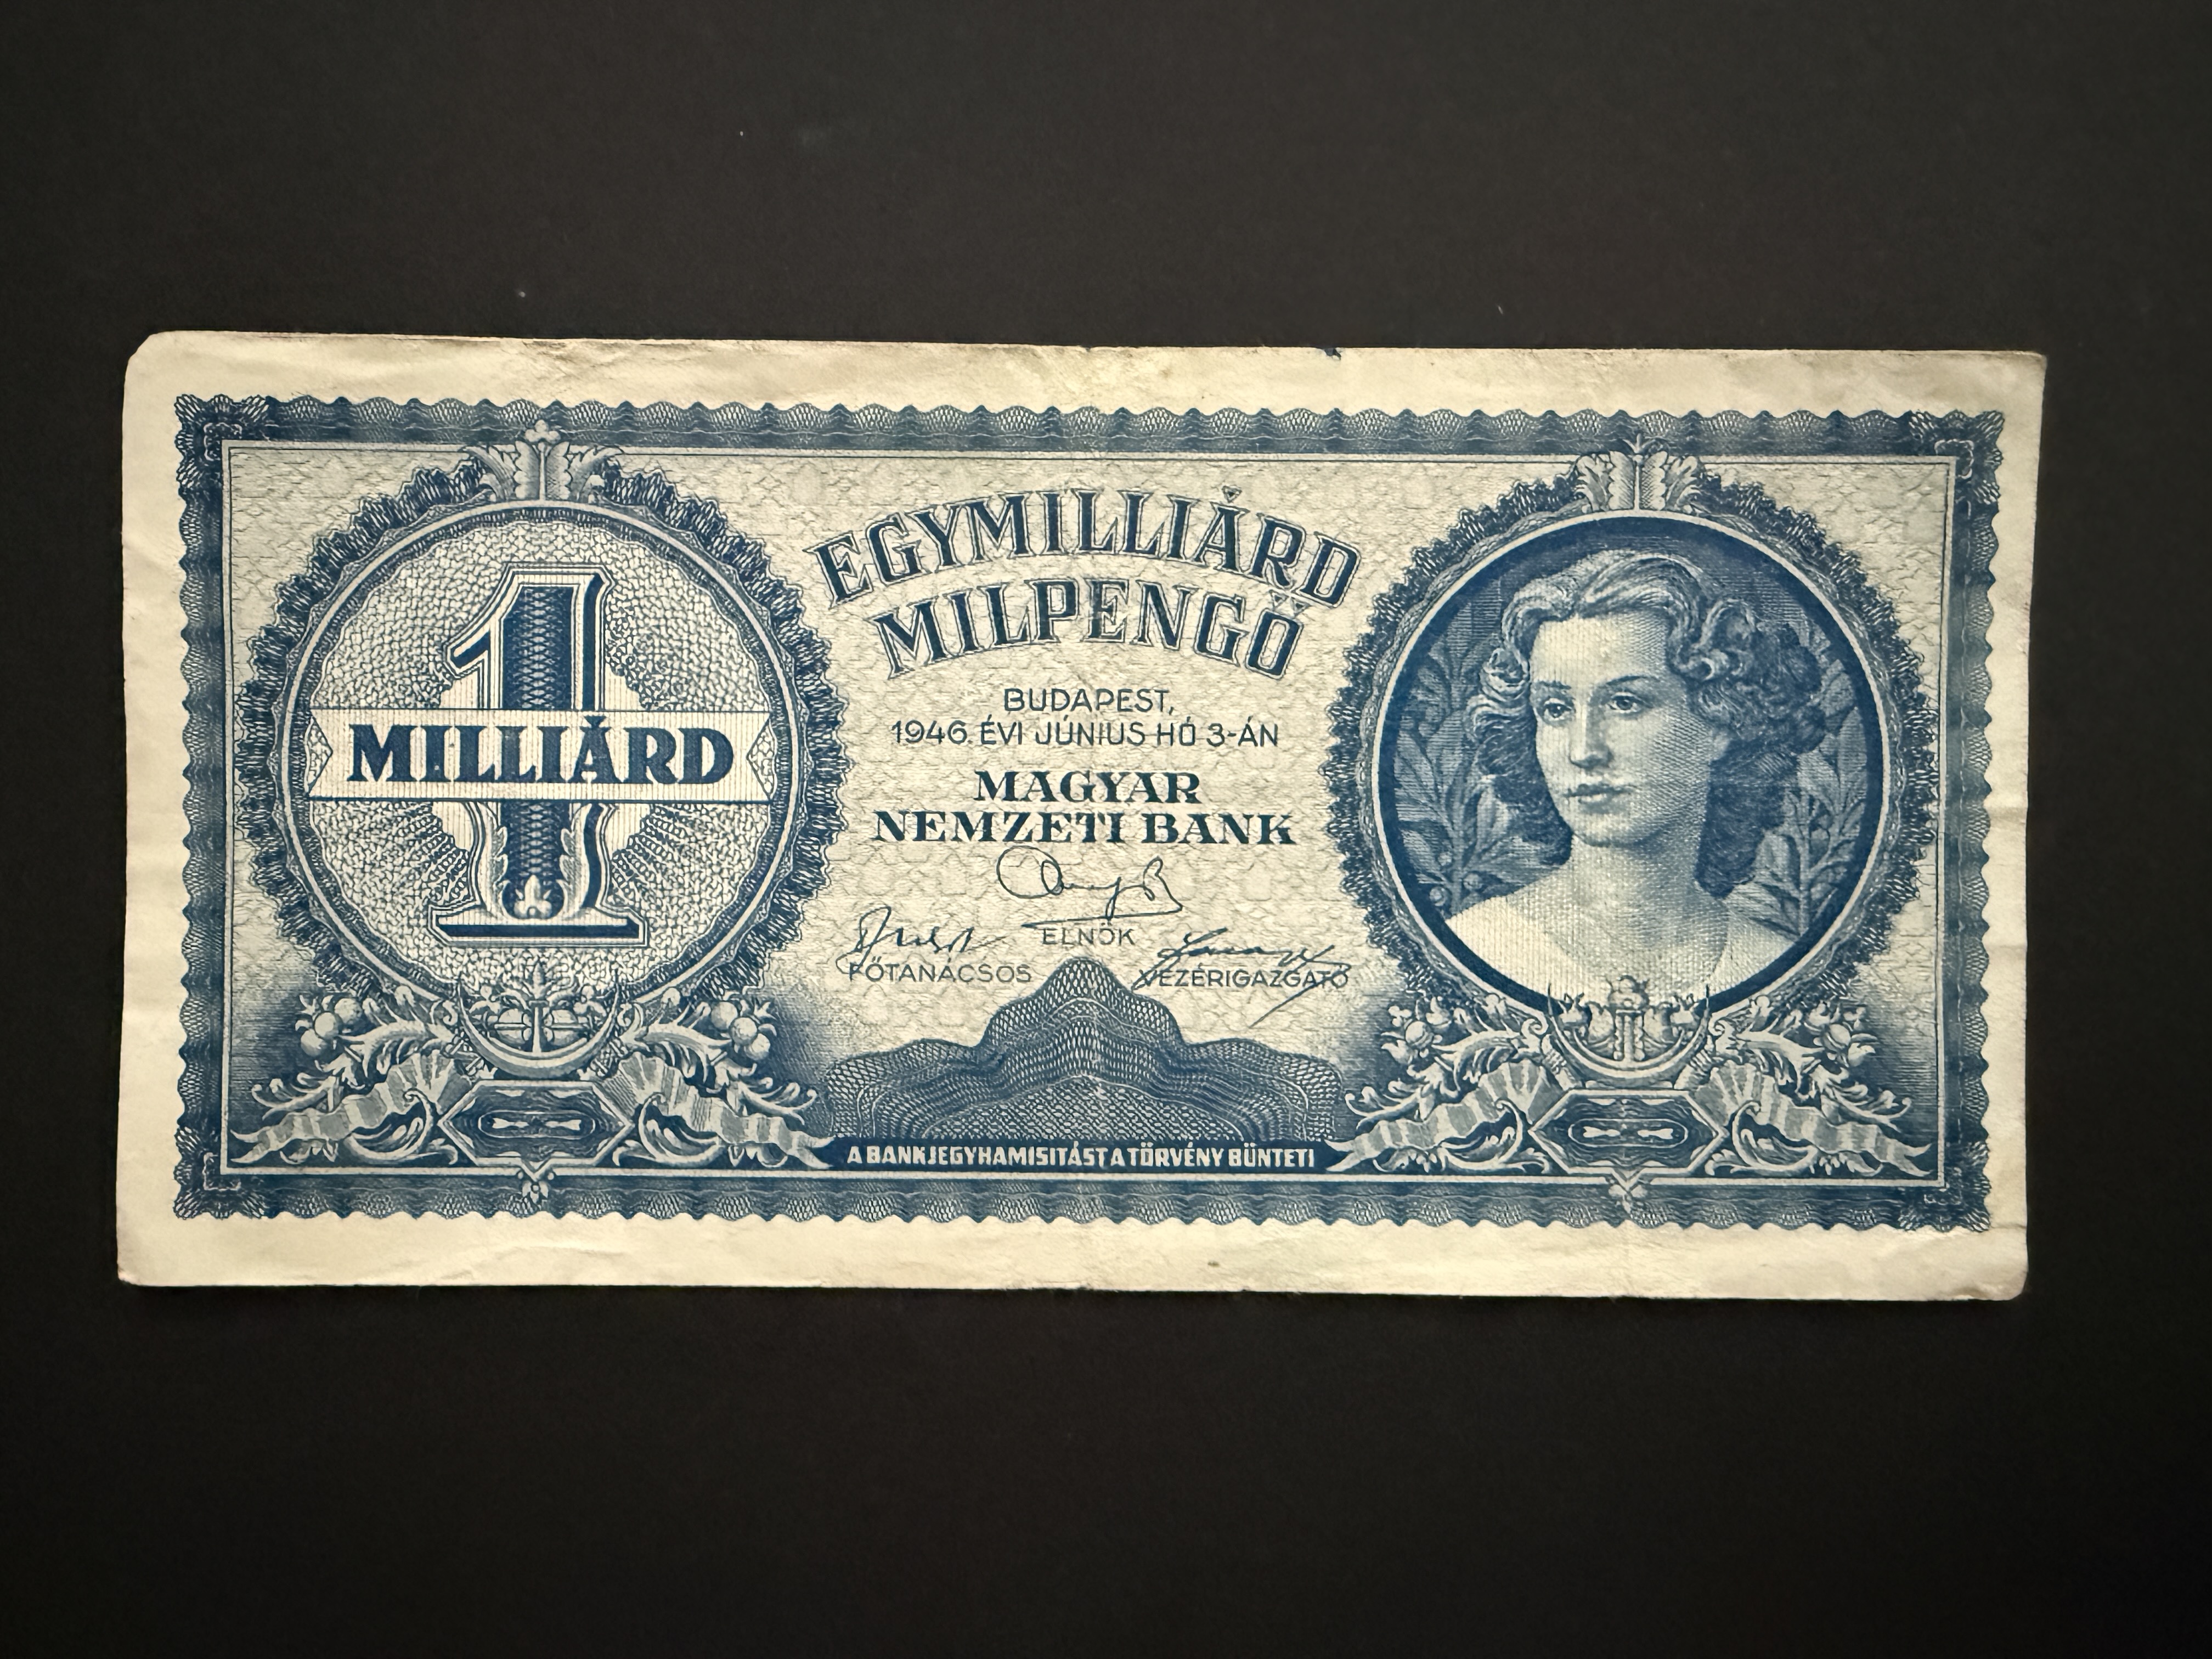 1
MILLIÁRD
EGYMILLIÁRD
MILPENGŐ
BUDAPEST,
1946. ÉVI JÚNIUS HÓ 3-ÁN
MAGYAR
NEMZETI BANK
ELNÖK
FŐTANÁCSOS
VEZÉRIGAZGATÓ
A BANKJEGYHAMISITÁST A TÖRVÉNY BÜNTETI